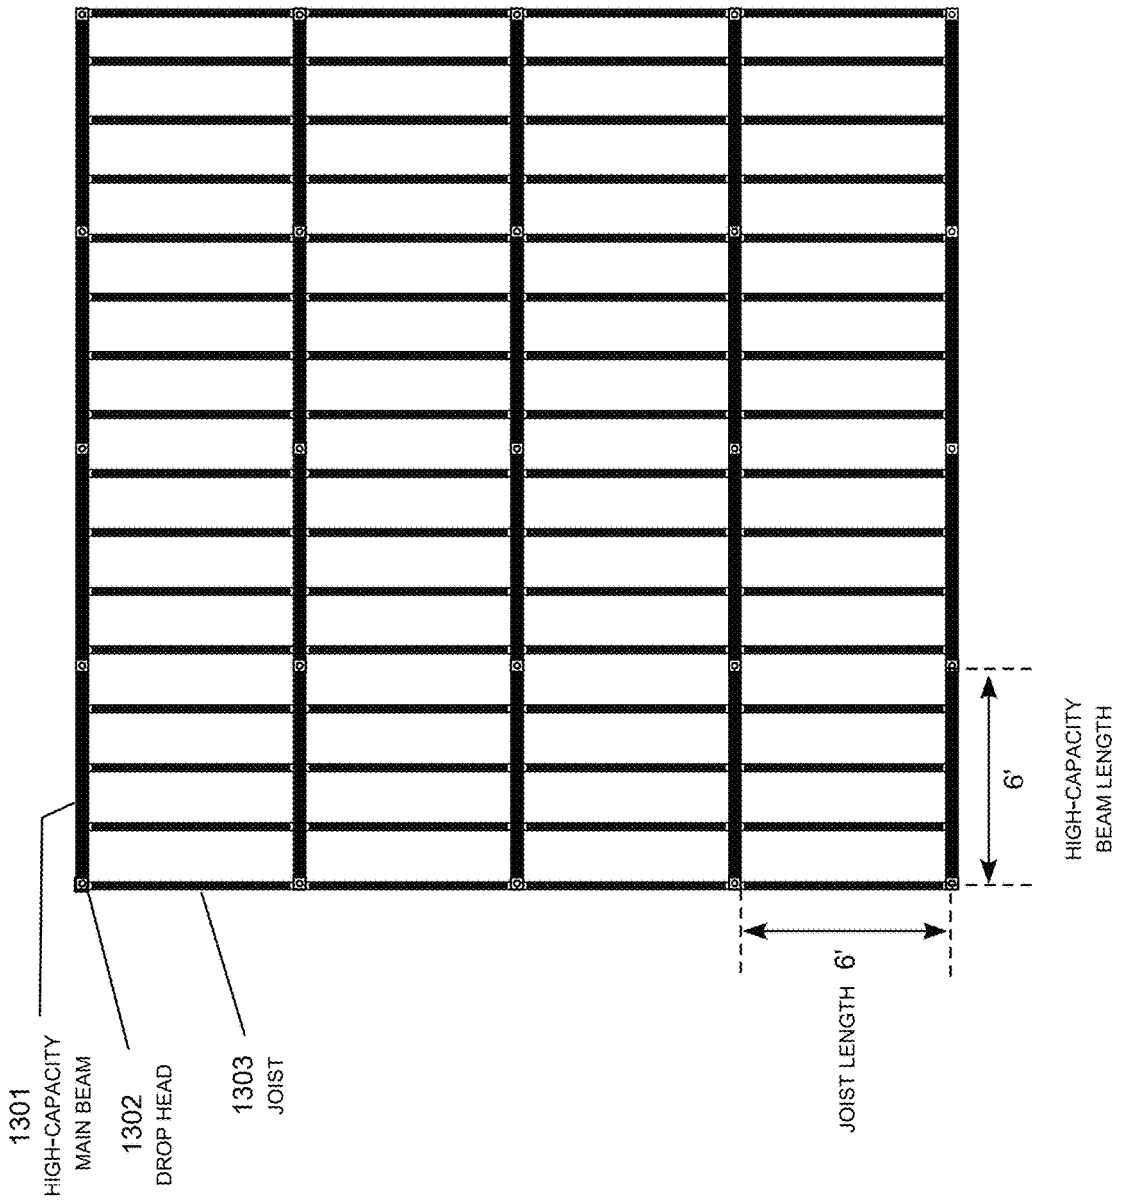 1301
HIGH-CAPACITY
MAIN BEAM
1302
DROP HEAD
1303
JOIST
JOIST LENGTH 6'
6'
HIGH-CAPACITY
BEAM LENGTH